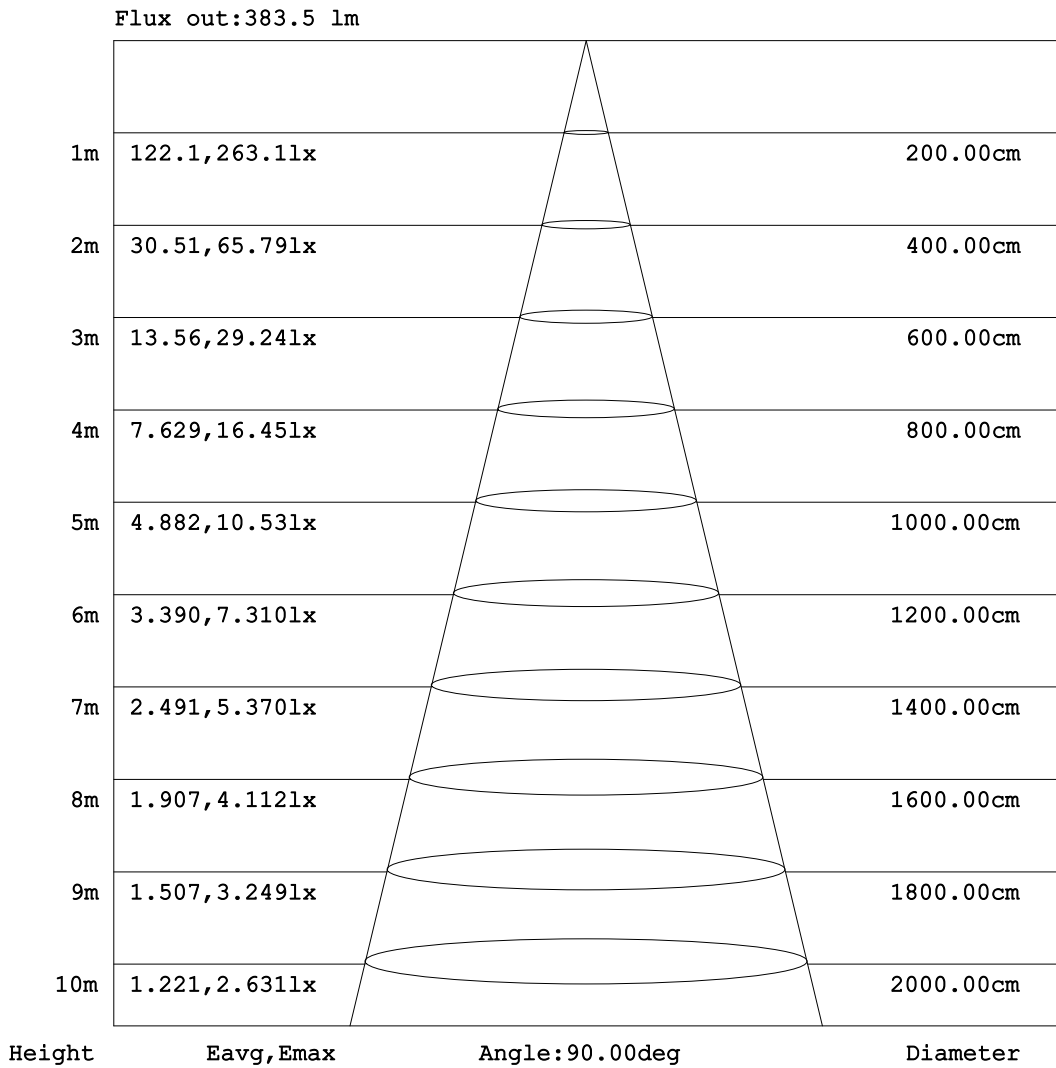 Flux out:383.5 lm
1m 122.1,263.1lx 200.00cm
2m 30.51,65.79lx 400.00cm
3m 13.56,29.24lx 600.00cm
4m 7.629,16.45lx 800.00cm
5m 4.882,10.53lx 1000.00cm
6m 3.390,7.310lx 1200.00cm
7m 2.491,5.370lx 1400.00cm
8m 1.907,4.112lx 1600.00cm
9m 1.507,3.249lx 1800.00cm
10m 1.221,2.631lx 2000.00cm
Height Eavg,Emax Angle:90.00deg Diameter